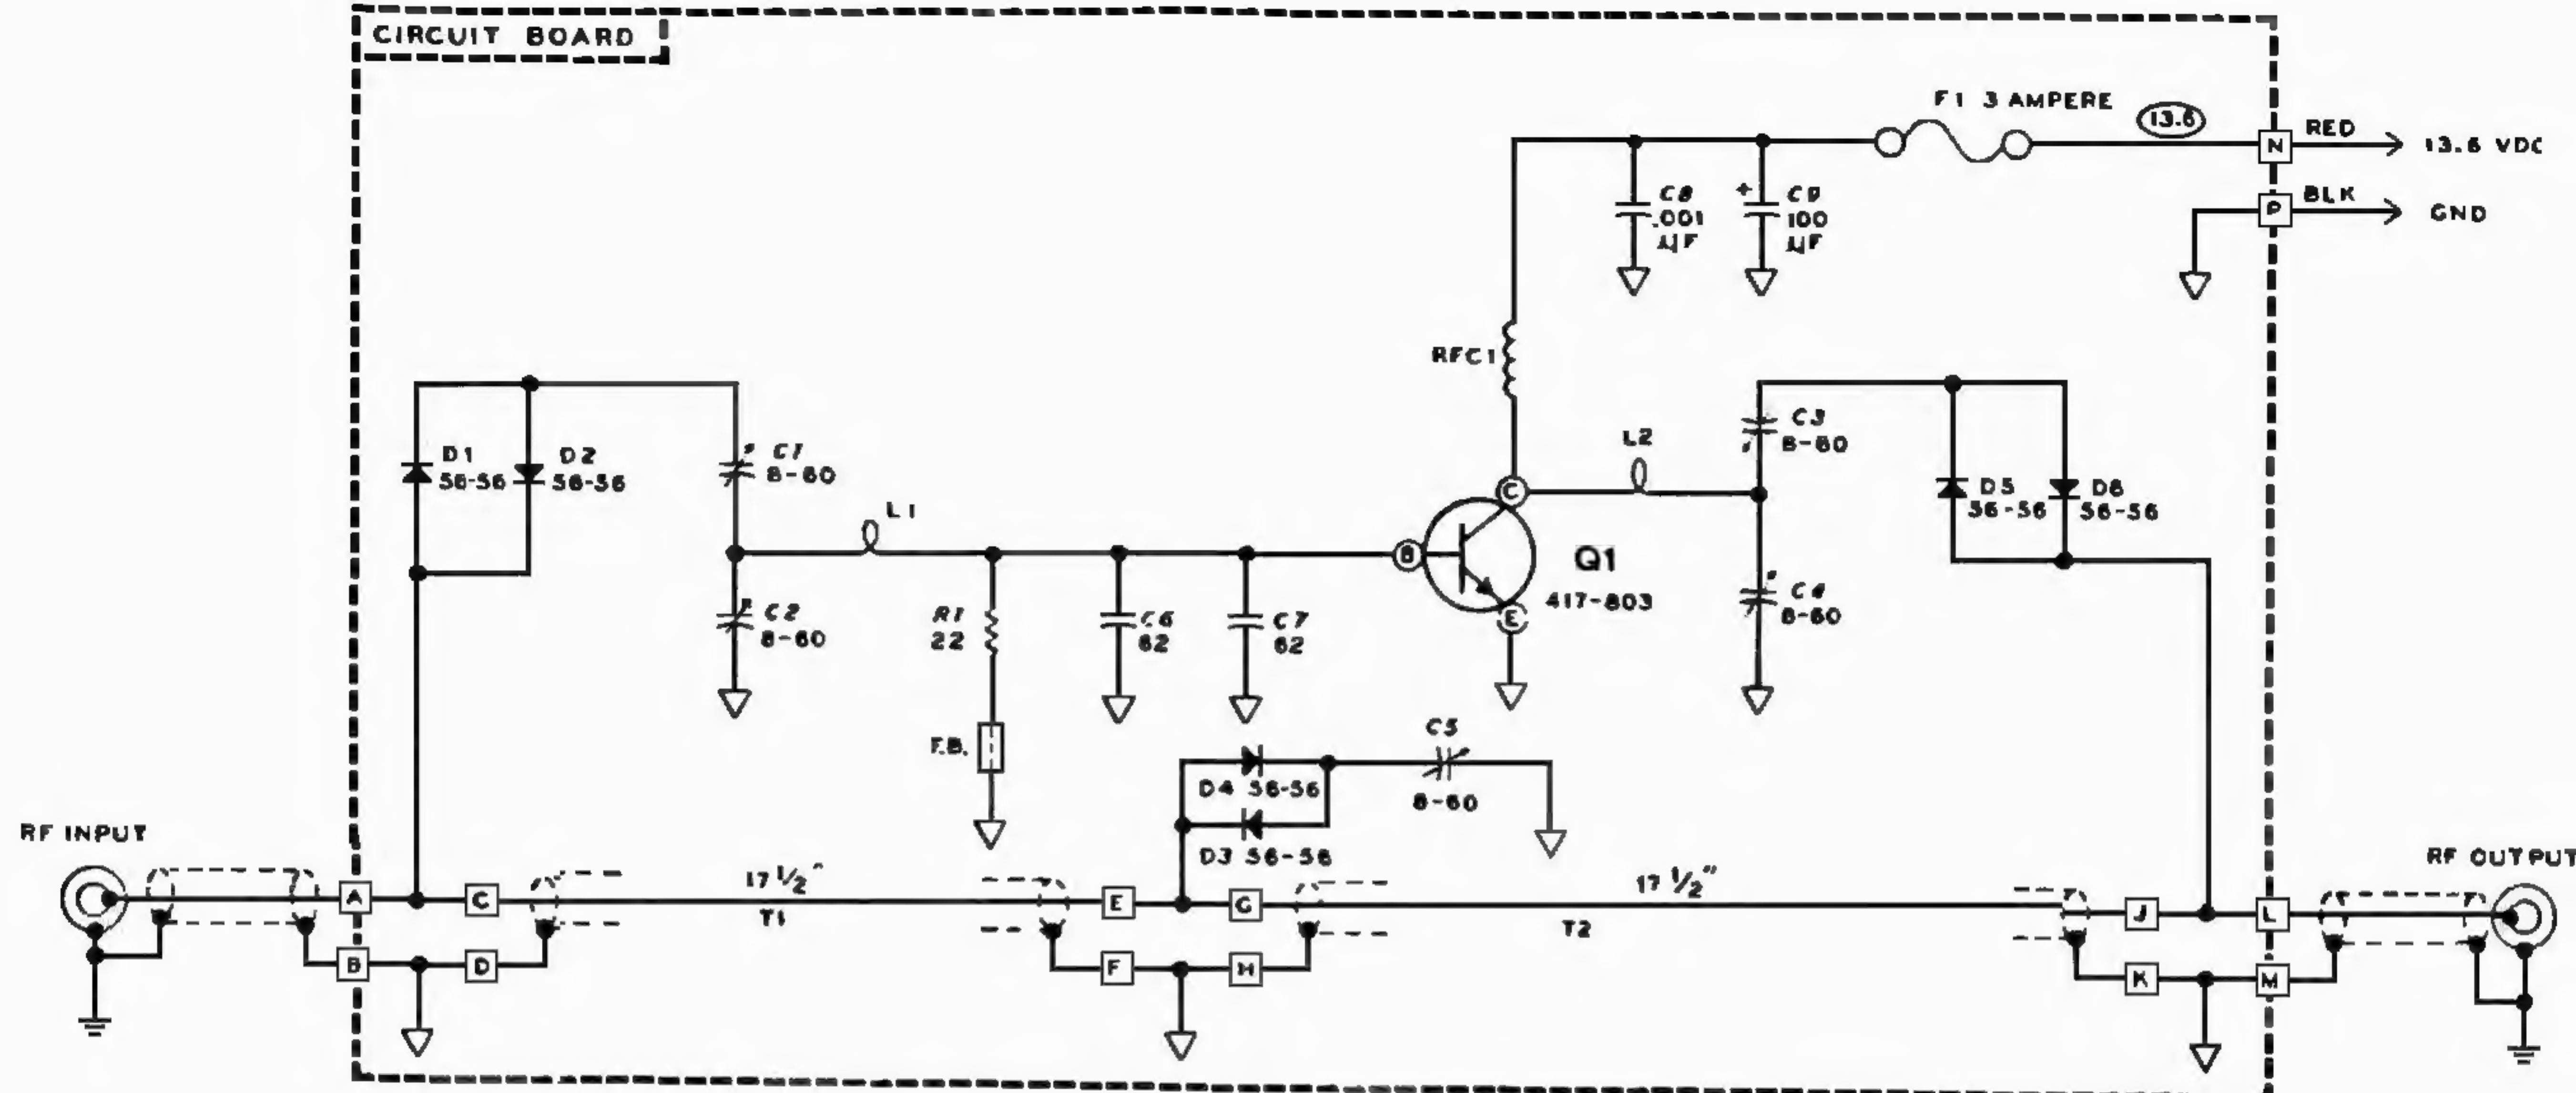 CIRCUIT BOARD
F1 3 AMPERE
13.6
N
RED
13.6 VDC
P
BLK
GND
C8
.001
µF
+
C9
100
µF
RFC1
D1
56-56
D2
56-56
C1
8-60
L1
C2
8-60
R1
22
F.B.
C6
62
C7
62
B
C
E
Q1
417-803
L2
C3
8-60
C4
8-60
D5
56-56
D6
56-56
C5
8-60
D4 56-56
D3 56-56
RF INPUT
A
B
C
D
17 1/2"
T1
E
F
G
H
17 1/2"
T2
J
K
L
M
RF OUTPUT